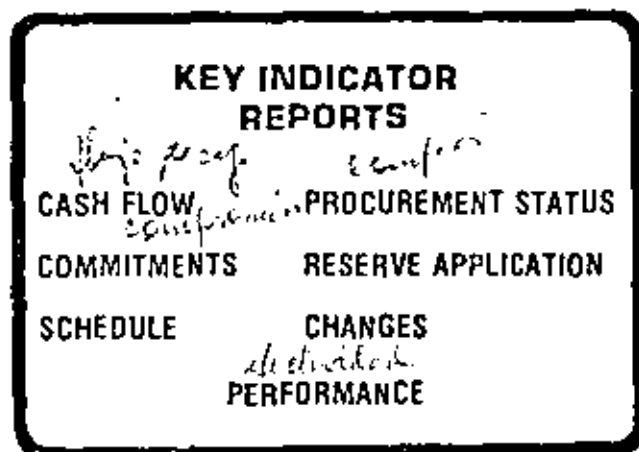 KEY INDICATOR
REPORTS
CASH FLOW PROCUREMENT STATUS
COMMITMENTS RESERVE APPLICATION
SCHEDULE CHANGES
PERFORMANCE